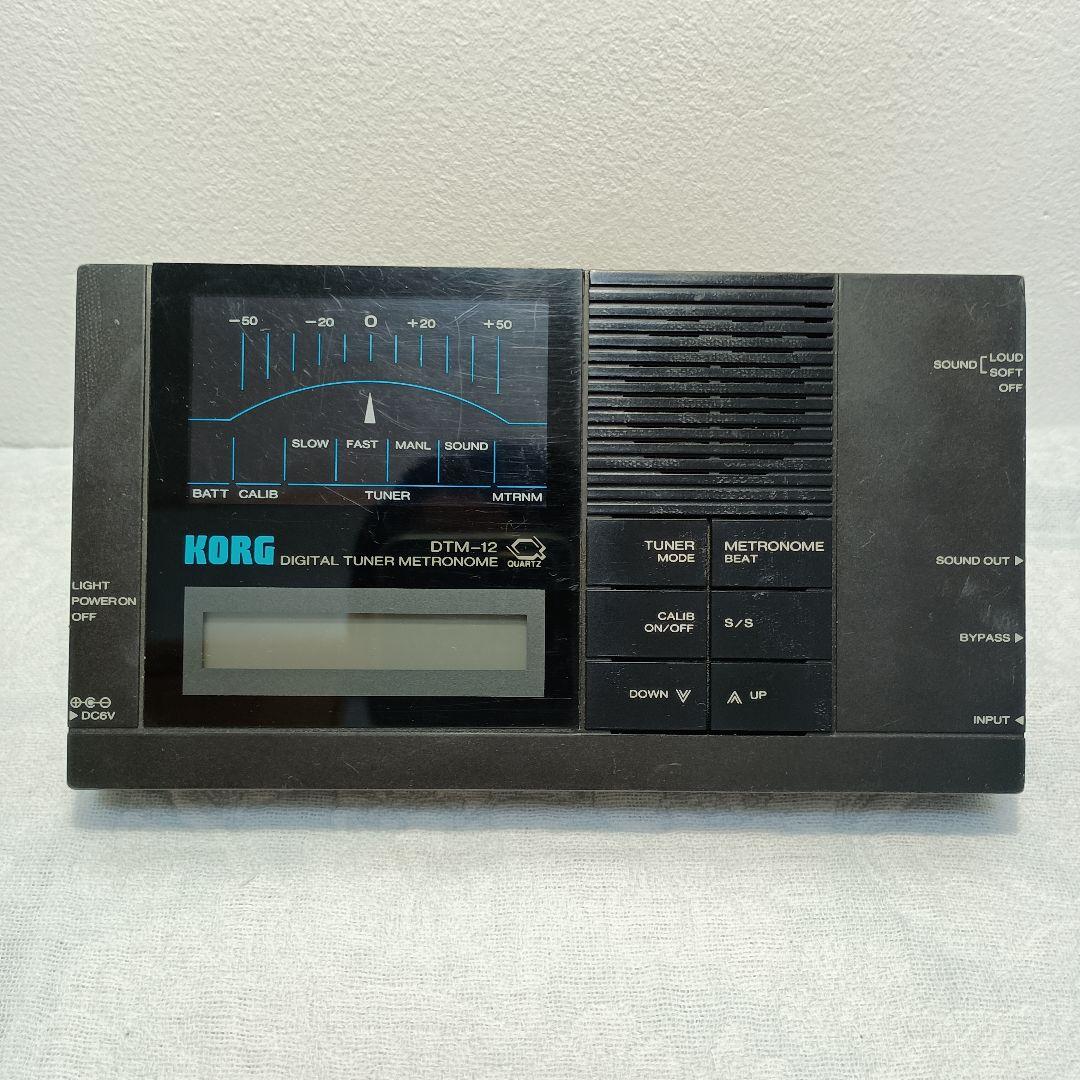 -50 -20 0 +20 +50
SLOW FAST MANL SOUND
BATT CALIB TUNER MTRNM
KORG DTM-12
DIGITAL TUNER METRONOME QUARTZ
LIGHT
POWER ON
OFF
DC6V
TUNER
MODE
METRONOME
BEAT
CALIB
ON/OFF
S/S
DOWN
UP
SOUND LOUD
SOFT
OFF
SOUND OUT
BYPASS
INPUT